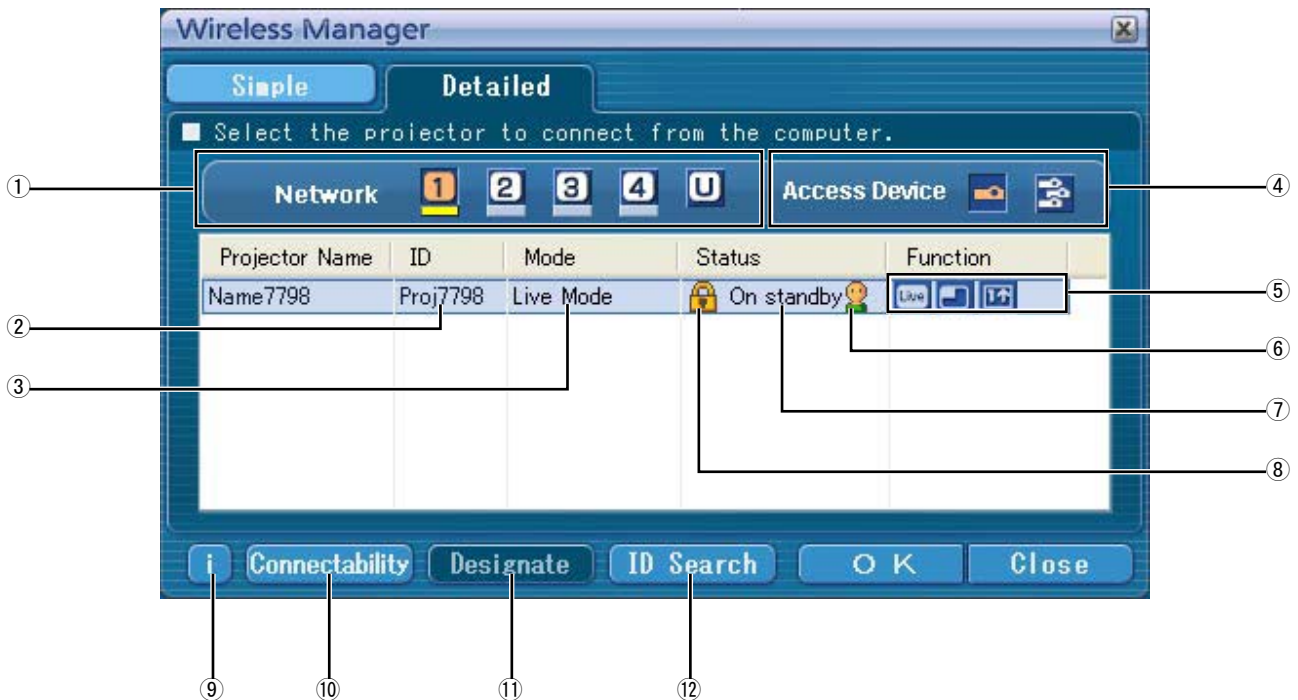 Wireless Manager
Simple Detailed
Select the projector to connect from the computer.
① Network 1 2 3 4 U Access Device ④
Projector Name ID Mode Status Function
Name7798 Proj7798 Live Mode On standby Live 1 ⑤
②
⑥
③
⑦
⑧
i Connectability Designate ID Search OK Close
⑨ ⑩ ⑪ ⑫